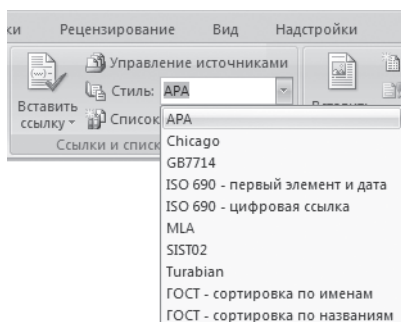 ки Рецензирование Вид Надстройки
Управление источниками
Стиль: APA
Вставить ссылку
Список
Ссылки и списк
APA
Chicago
GB7714
ISO 690 - первый элемент и дата
ISO 690 - цифровая ссылка
MLA
SIST02
Turabian
ГОСТ - сортировка по именам
ГОСТ - сортировка по названиям